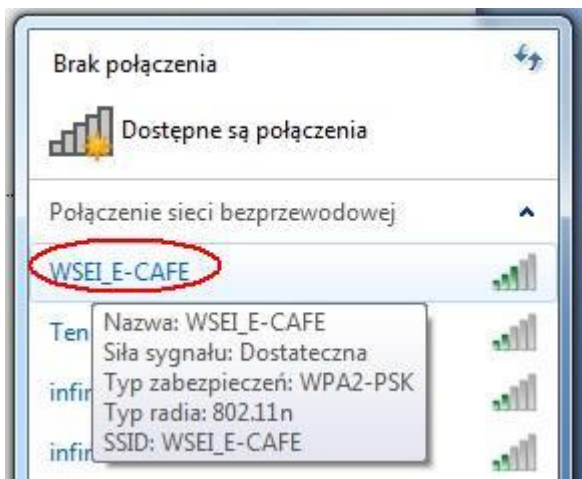 Brak połączenia
Dostępne są połączenia
Połączenie sieci bezprzewodowej
WSEI_E-CAFE
Nazwa: WSEI_E-CAFE
Siła sygnału: Dostateczna
Typ zabezpieczeń: WPA2-PSK
Typ radia: 802.11n
SSID: WSEI_E-CAFE